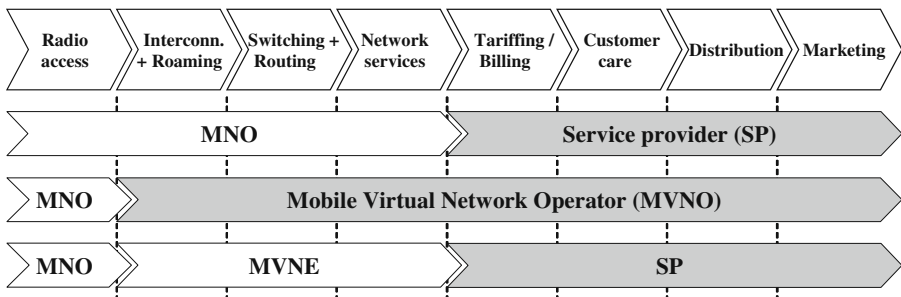 Radio
access
Interconn.
+ Roaming
Switching +
Routing
Network
services
Tariffing /
Billing
Customer
care
Distribution
Marketing
MNO
Service provider (SP)
MNO
Mobile Virtual Network Operator (MVNO)
MNO
MVNE
SP